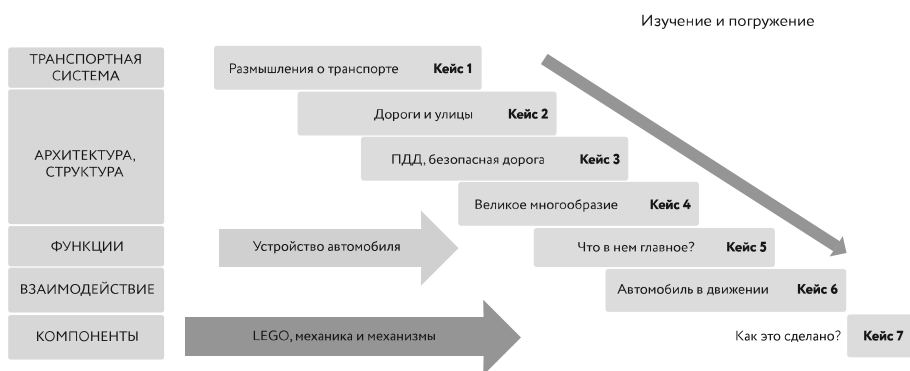 Изучение и погружение
ТРАНСПОРТНАЯ
СИСТЕМА
Размышления о транспорте Кейс 1
Дороги и улицы Кейс 2
АРХИТЕКТУРА,
СТРУКТУРА
ПДД, безопасная дорога Кейс 3
Великое многообразие Кейс 4
ФУНКЦИИ
Устройство автомобиля
Что в нем главное? Кейс 5
ВЗАИМОДЕЙСТВИЕ
Автомобиль в движении Кейс 6
КОМПОНЕНТЫ
LEGO, механика и механизмы
Как это сделано? Кейс 7